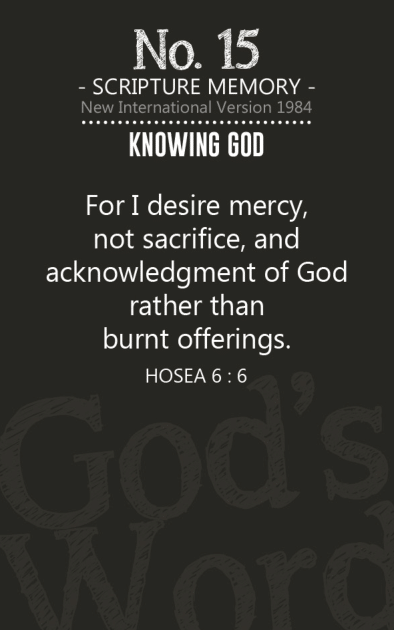 No. 15
- SCRIPTURE MEMORY -
New International Version 1984
KNOWING GOD
For I desire mercy,
not sacrifice, and
acknowledgment of God
rather than
burnt offerings.
HOSEA 6 : 6
God's
Word